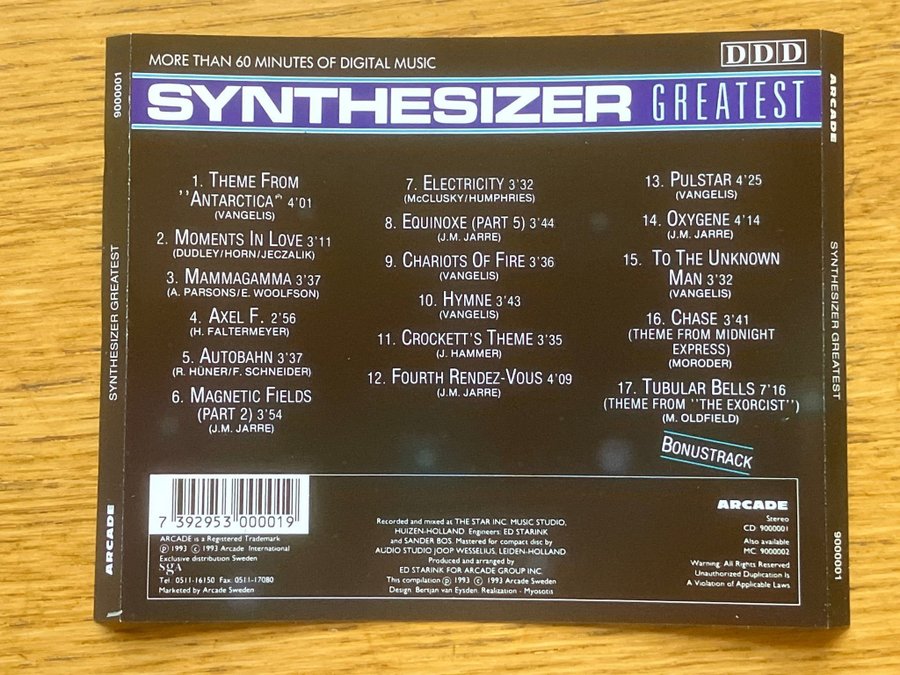 MORE THAN 60 MINUTES OF DIGITAL MUSIC
DDD
SYNTHESIZER GREATEST
1. THEME FROM
"ANTARCTICA" 4'01
(VANGELIS)
2. MOMENTS IN LOVE 3'11
(DUDLEY/HORN/JECZALIK)
3. MAMMAGAMMA 3'37
(A. PARSONS/E. WOOLFSON)
4. AXEL F. 2'56
(H. FALTERMEYER)
5. AUTOBAHN 3'37
(R. HÜNER/F. SCHNEIDER)
6. MAGNETIC FIELDS
(PART 2) 3'54
(J.M. JARRE)
7. ELECTRICITY 3'32
(McCLUSKY/HUMPHRIES)
8. EQUINOXE (PART 5) 3'44
(J.M. JARRE)
9. CHARIOTS OF FIRE 3'36
(VANGELIS)
10. HYMNE 3'43
(VANGELIS)
11. CROCKETT'S THEME 3'35
(J. HAMMER)
12. FOURTH RENDEZ-VOUS 4'09
(J.M. JARRE)
13. PULSTAR 4'25
(VANGELIS)
14. OXYGENE 4'14
(J.M. JARRE)
15. TO THE UNKNOWN
MAN 3'32
(VANGELIS)
16. CHASE 3'41
(THEME FROM MIDNIGHT
EXPRESS)
(MORODER)
17. TUBULAR BELLS 7'16
(THEME FROM "THE EXORCIST")
(M. OLDFIELD)
BONUSTRACK
7 392953 000019
ARCADE is a Registered Trademark
℗ 1993 © 1993 Arcade International
Exclusive distribution Sweden
SGA
Tel. 0511-16150 Fax. 0511-17080
Marketed by Arcade Sweden
Recorded and mixed at THE STAR INC. MUSIC STUDIO,
HUIZEN-HOLLAND. Engineers: ED STARINK
and SANDER BOS. Mastered for compact disc by
AUDIO STUDIO JOOP WESSELIUS, LEIDEN-HOLLAND.
Produced and arranged by
ED STARINK FOR ARCADE GROUP INC.
This compilation ℗ 1993 © 1993 Arcade Sweden
Design: Bertjan van Eysden. Realization - Myosotis
ARCADE
Stereo
CD 9000001
Also available
MC 9000002
Warning. All Rights Reserved
Unauthorized Duplication Is
A Violation of Applicable Laws
9000001
SYNTHESIZER GREATEST
ARCADE
ARCADE
SYNTHESIZER GREATEST
9000001